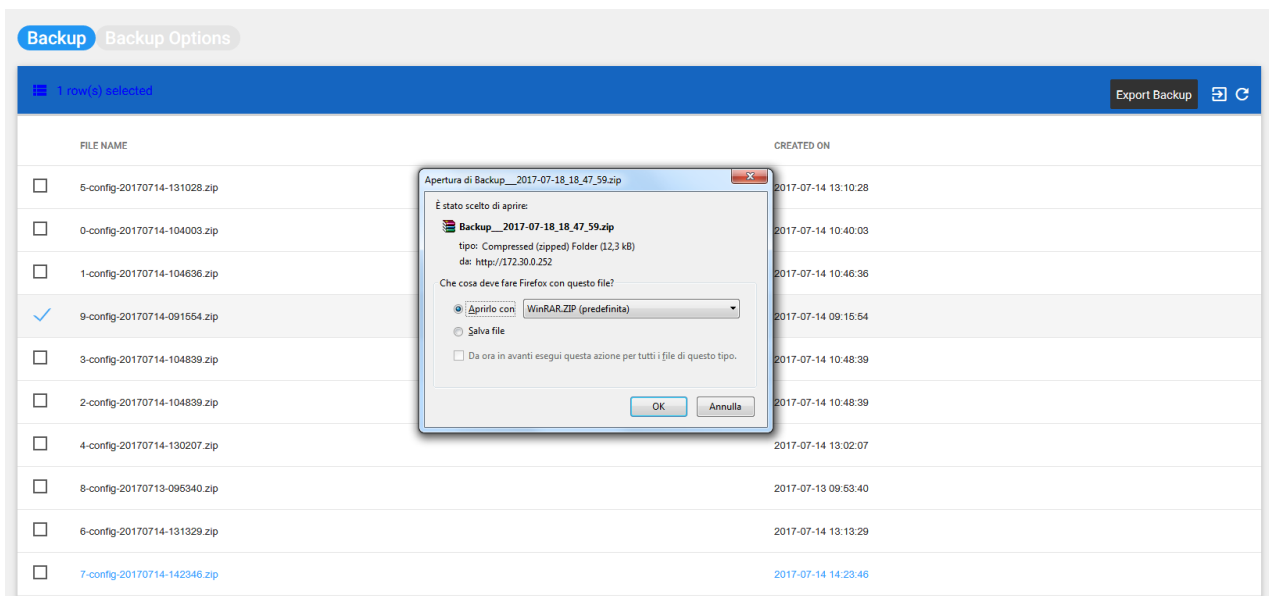 Backup Backup Options
1 row(s) selected
Export Backup
FILE NAME CREATED ON
5-config-20170714-131028.zip 2017-07-14 13:10:28
0-config-20170714-104003.zip 2017-07-14 10:40:03
1-config-20170714-104636.zip 2017-07-14 10:46:36
9-config-20170714-091554.zip 2017-07-14 09:15:54
3-config-20170714-104839.zip 2017-07-14 10:48:39
2-config-20170714-104839.zip 2017-07-14 10:48:39
4-config-20170714-130207.zip 2017-07-14 13:02:07
8-config-20170713-095340.zip 2017-07-13 09:53:40
6-config-20170714-131329.zip 2017-07-14 13:13:29
7-config-20170714-142346.zip 2017-07-14 14:23:46
Apertura di Backup__2017-07-18_18_47_59.zip
È stato scelto di aprire:
Backup__2017-07-18_18_47_59.zip
tipo: Compressed (zipped) Folder (12,3 kB)
da: http://172.30.0.252
Che cosa deve fare Firefox con questo file?
Aprirlo con WinRAR.ZIP (predefinita)
Salva file
Da ora in avanti esegui questa azione per tutti i file di questo tipo.
OK Annulla